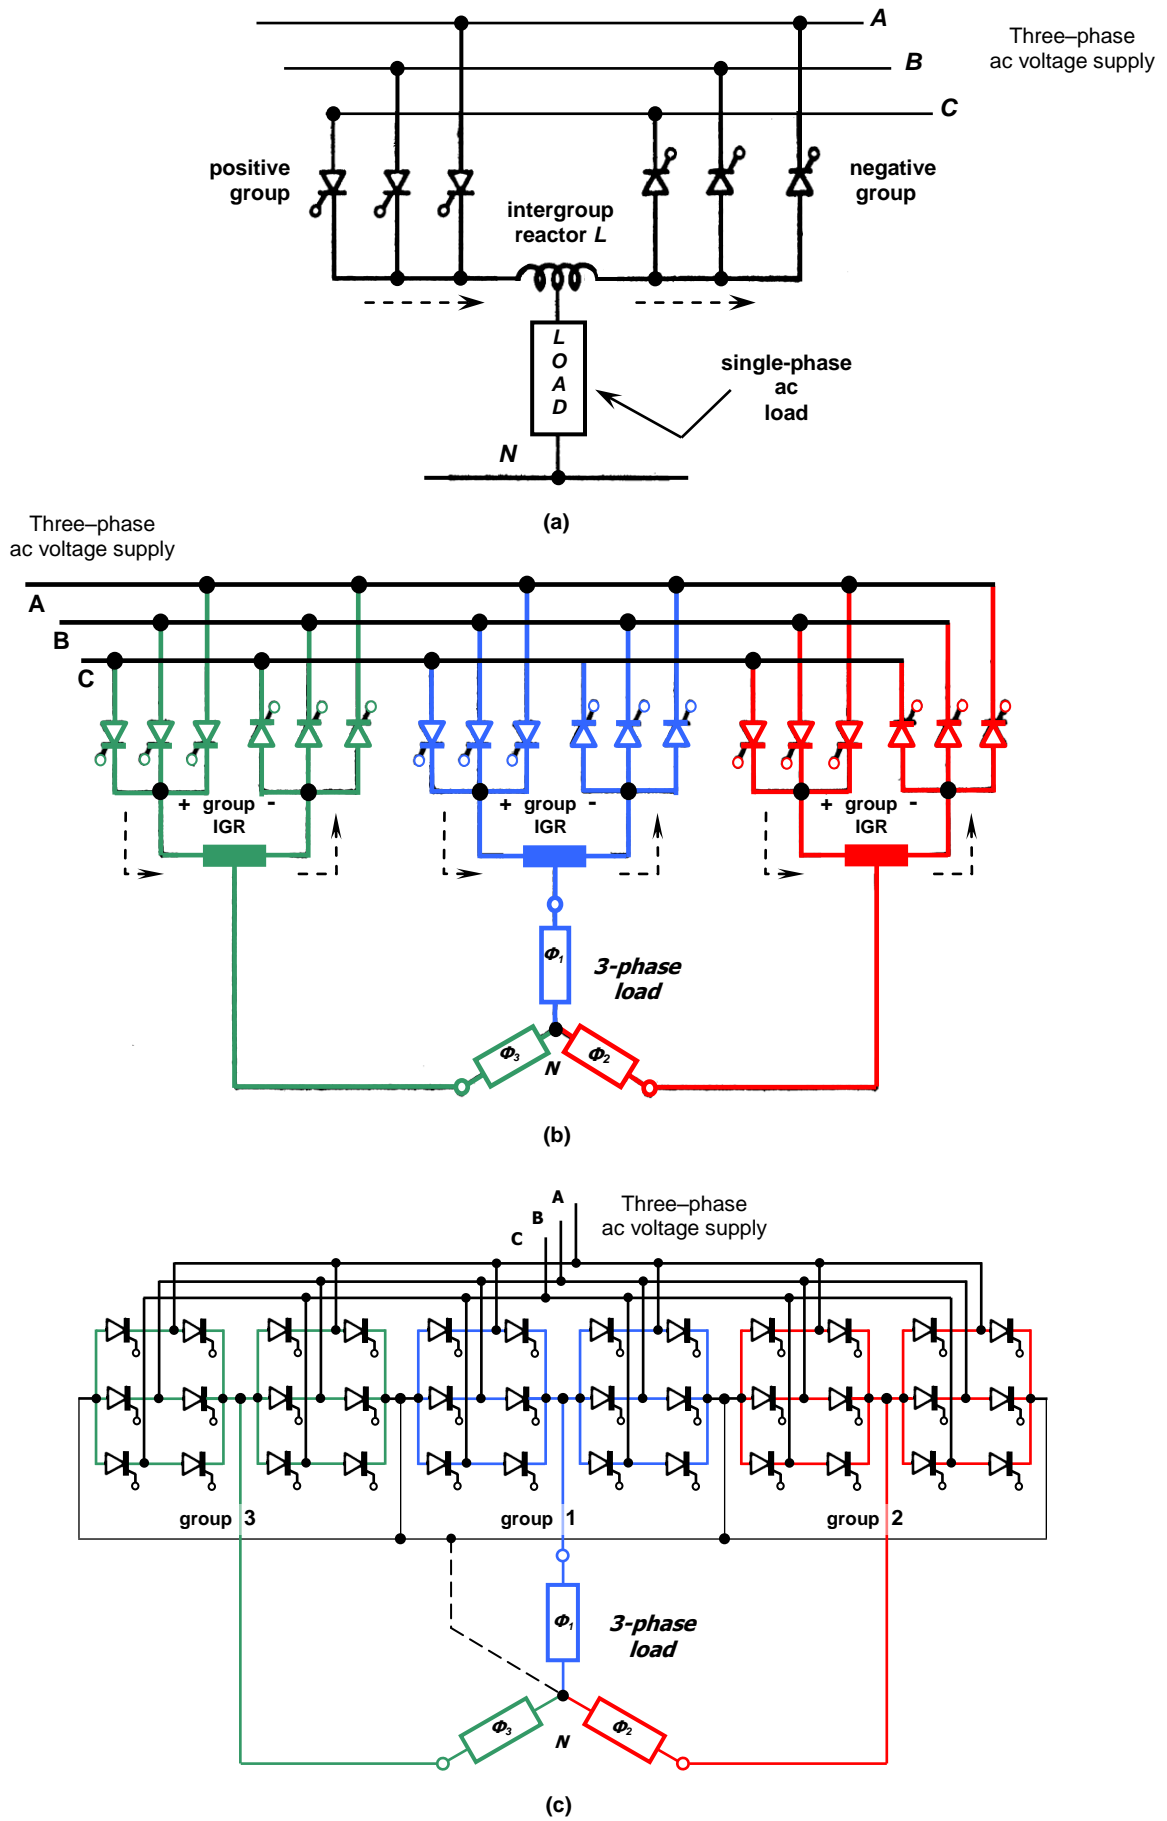 A
Three–phase
ac voltage supply
B
C
positive
group
negative
group
intergroup
reactor L
L
O
A
D
single-phase
ac
load
N
(a)
Three–phase
ac voltage supply
A
B
C
+ group -
IGR
+ group -
IGR
+ group -
IGR
Φ1
3-phase
load
Φ3
Φ2
N
(b)
A
B
C
Three–phase
ac voltage supply
group 3
group 1
group 2
Φ1
3-phase
load
Φ3
Φ2
N
(c)